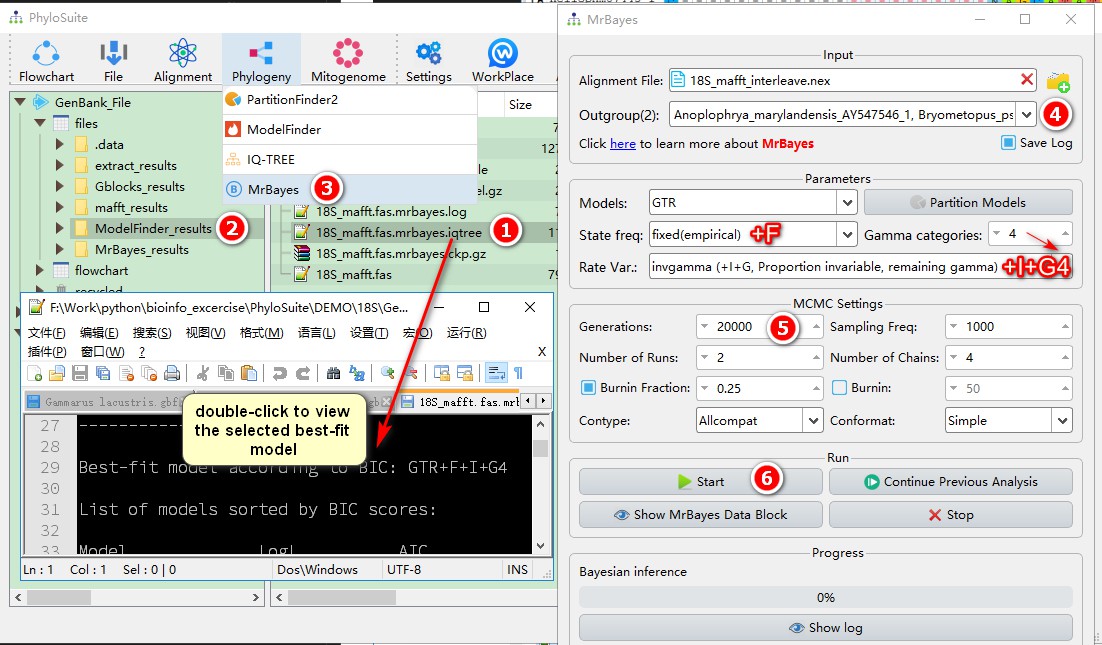 PhyloSuite
Flowchart File Alignment Phylogeny Mitogenome Settings WorkPlace
GenBank_File
files
.data
extract_results
Gblocks_results
mafft_results
ModelFinder_results 2
MrBayes_results
flowchart
recycled
PartitionFinder2
ModelFinder
IQ-TREE
MrBayes 3
Size
7
127
le
el.gz
18S_mafft.fas.mrbayes.log
18S_mafft.fas.mrbayes.iqtree 1 11
18S_mafft.fas.mrbayes.ckp.gz
18S_mafft.fas 79
F:\Work\python\bioinfo_excercise\PhyloSuite\DEMO\18S\Ge...
文件(F) 编辑(E) 搜索(S) 视图(V) 格式(M) 语言(L) 设置(T) 宏(O) 运行(R)
插件(P) 窗口(W) ? X
Gammarus lacustris.gbf 18S_mafft.fas.mrb
double-click to view
the selected best-fit
model
27 ----------------
28
29 Best-fit model according to BIC: GTR+F+I+G4
30
31 List of models sorted by BIC scores:
32
33 Model LogL AIC
Ln : 1 Col : 1 Sel : 0 | 0 Dos\Windows UTF-8 INS
MrBayes
Input
Alignment File: 18S_mafft_interleave.nex
Outgroup(2): Anoplophrya_marylandensis_AY547546_1, Bryometopus_ps 4
Click here to learn more about MrBayes Save Log
Parameters
Models: GTR Partition Models
State freq: fixed(empirical) +F Gamma categories: 4
Rate Var.: invgamma (+I+G, Proportion invariable, remaining gamma) +I+G4
MCMC Settings
Generations: 20000 5 Sampling Freq: 1000
Number of Runs: 2 Number of Chains: 4
Burnin Fraction: 0.25 Burnin: 50
Contype: Allcompat Conformat: Simple
Run
Start 6 Continue Previous Analysis
Show MrBayes Data Block Stop
Progress
Bayesian inference
0%
Show log